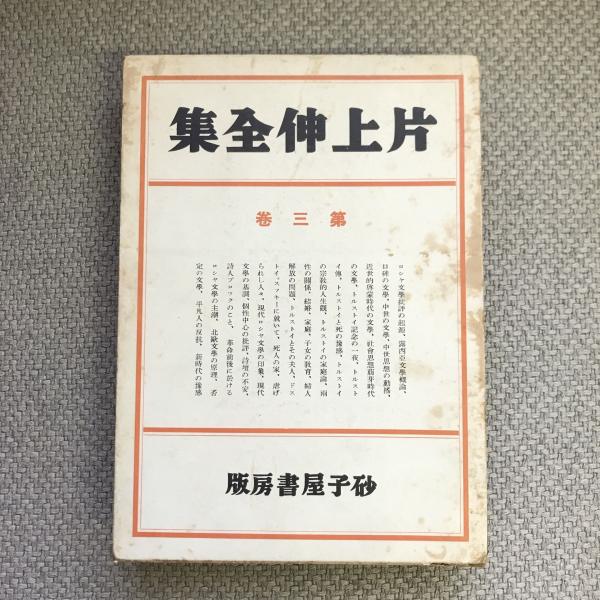 片上伸全集
第三卷
ロシヤ文學批評の起源、露西亞文學概論、
口碑の文學、中世の文學、中世思想の動搖、
近世的啓蒙時代の文學、社會思想萠芽時代
の文學、トルストイ記念の一夜、トルスト
イ傳、トルストイと死の豫感、トルストイ
の宗教的人生觀、トルストイの家庭論、兩
性の關係、結婚、家庭、子女の教育、婦人
解放の問題、トルストイとその夫人、ドス
トイェフスキーに就いて、死人の家、虐げ
られし人々、現代ロシヤ文學の印象、現代
文學の基調、個性中心の批評、詩壇の不安、
詩人ブロックのこと、革命前後に於ける
ロシヤ文學の主潮、北歐文學の原理、否
定の文學、平凡人の反抗、新時代の豫感
砂子屋書房版